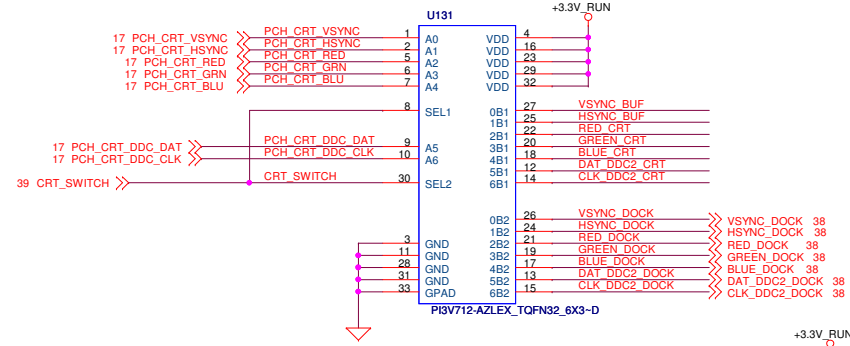 +3.3V_RUN
U131
17 PCH_CRT_VSYNC PCH_CRT_VSYNC 1 A0 VDD 4
17 PCH_CRT_HSYNC PCH_CRT_HSYNC 2 A1 VDD 16
17 PCH_CRT_RED PCH_CRT_RED 5 A2 VDD 23
17 PCH_CRT_GRN PCH_CRT_GRN 6 A3 VDD 29
17 PCH_CRT_BLU PCH_CRT_BLU 7 A4 VDD 32
8 SEL1 0B1 27 VSYNC_BUF
1B1 25 HSYNC_BUF
2B1 22 RED_CRT
17 PCH_CRT_DDC_DAT PCH_CRT_DDC_DAT 9 A5 3B1 20 GREEN_CRT
17 PCH_CRT_DDC_CLK PCH_CRT_DDC_CLK 10 A6 4B1 18 BLUE_CRT
5B1 12 DAT_DDC2_CRT
39 CRT_SWITCH CRT_SWITCH 30 SEL2 6B1 14 CLK_DDC2_CRT
0B2 26 VSYNC_DOCK VSYNC_DOCK 38
1B2 24 HSYNC_DOCK HSYNC_DOCK 38
3 GND 2B2 21 RED_DOCK RED_DOCK 38
11 GND 3B2 19 GREEN_DOCK GREEN_DOCK 38
28 GND 4B2 17 BLUE_DOCK BLUE_DOCK 38
31 GND 5B2 13 DAT_DDC2_DOCK DAT_DDC2_DOCK 38
33 GPAD 6B2 15 CLK_DDC2_DOCK CLK_DDC2_DOCK 38
PI3V712-AZLEX_TQFN32_6X3~D
+3.3V_RUN